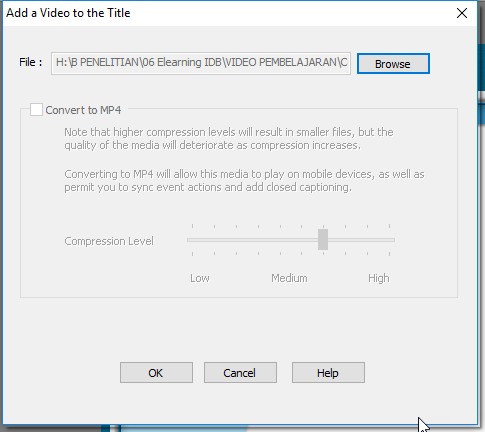 Add a Video to the Title
File : H:\B PENELITIAN\06 Elearning IDB\VIDEO PEMBELAJARAN\C Browse
Convert to MP4
Note that higher compression levels will result in smaller files, but the
quality of the media will deteriorate as compression increases.
Converting to MP4 will allow this media to play on mobile devices, as well as
permit you to sync event actions and add closed captioning.
Compression Level
Low Medium High
OK Cancel Help